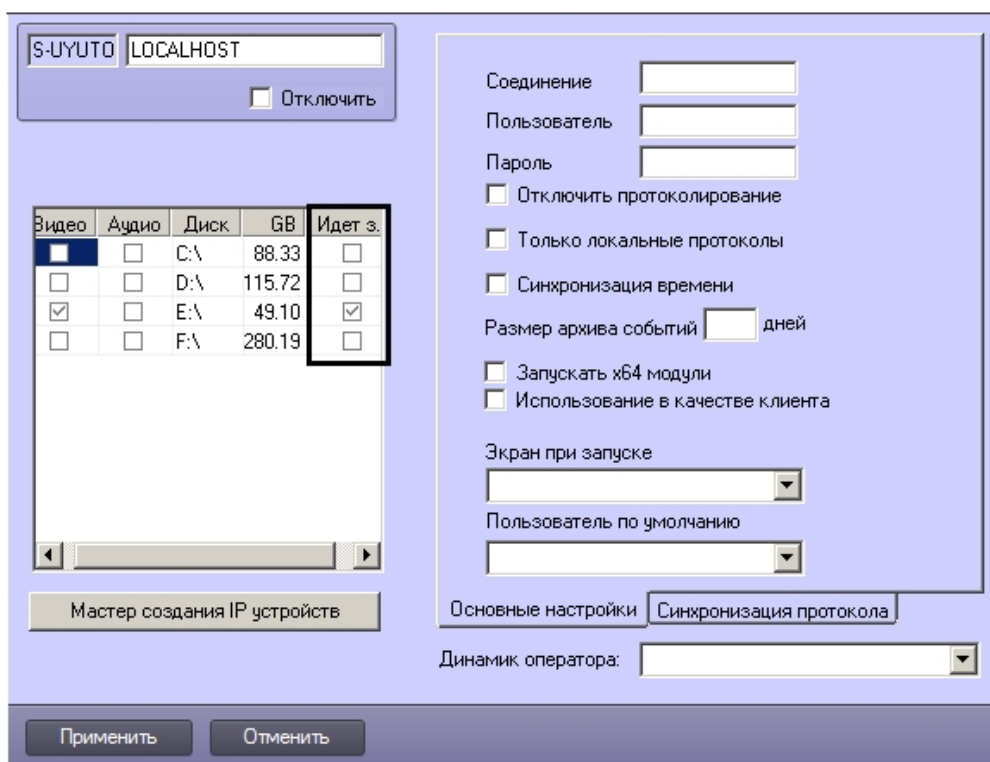 S-UYUTO LOCALHOST
Отключить
Видео Аудио Диск GB Идет з.
C:\ 88.33
D:\ 115.72
E:\ 49.10
F:\ 280.19
Мастер создания IP устройств
Соединение
Пользователь
Пароль
Отключить протоколирование
Только локальные протоколы
Синхронизация времени
Размер архива событий дней
Запускать x64 модули
Использование в качестве клиента
Экран при запуске
Пользователь по умолчанию
Основные настройки Синхронизация протокола
Динамик оператора:
Применить Отменить